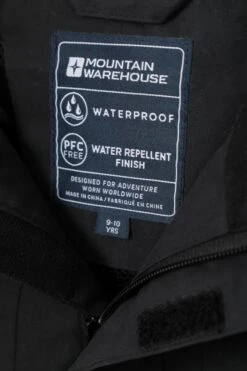 MOUNTAIN
WAREHOUSE
WATERPROOF
PFC
FREE
WATER REPELLENT
FINISH
DESIGNED FOR ADVENTURE
WORN WORLDWIDE
MADE IN CHINA / FABRIQUÉ EN CHINE
9-10
YRS